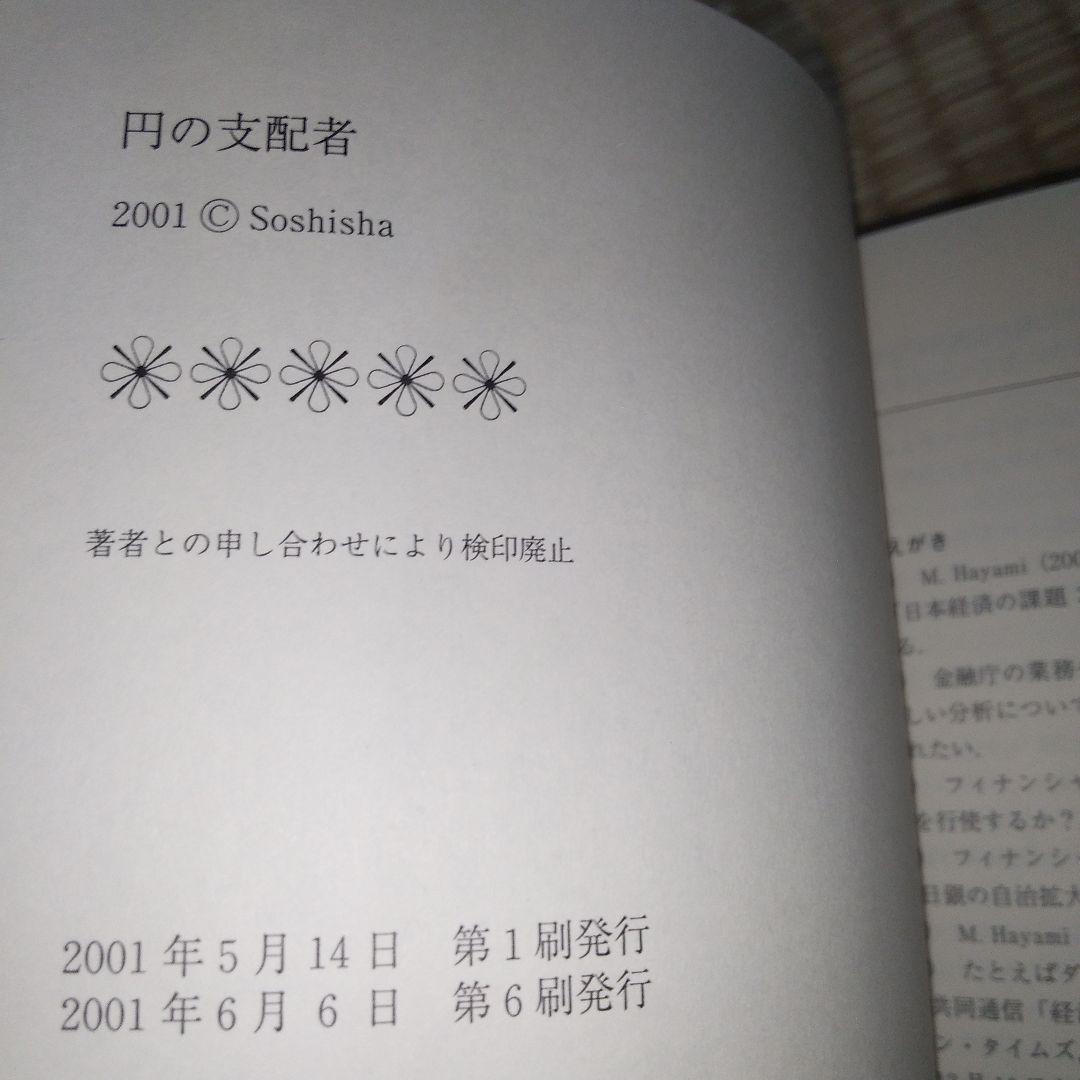 円の支配者
2001 © Soshisha
著者との申し合わせにより検印廃止
2001年5月14日 第1刷発行
2001年6月6日 第6刷発行
えがき
M. Hayami (200
「日本経済の課題
る.
金融庁の業務
しい分析について
れたい.
フィナンシャ
を行使するか?
フィナンシ
日銀の自治拡大
M. Hayami
たとえばダ
共同通信「経
ン・タイムズ